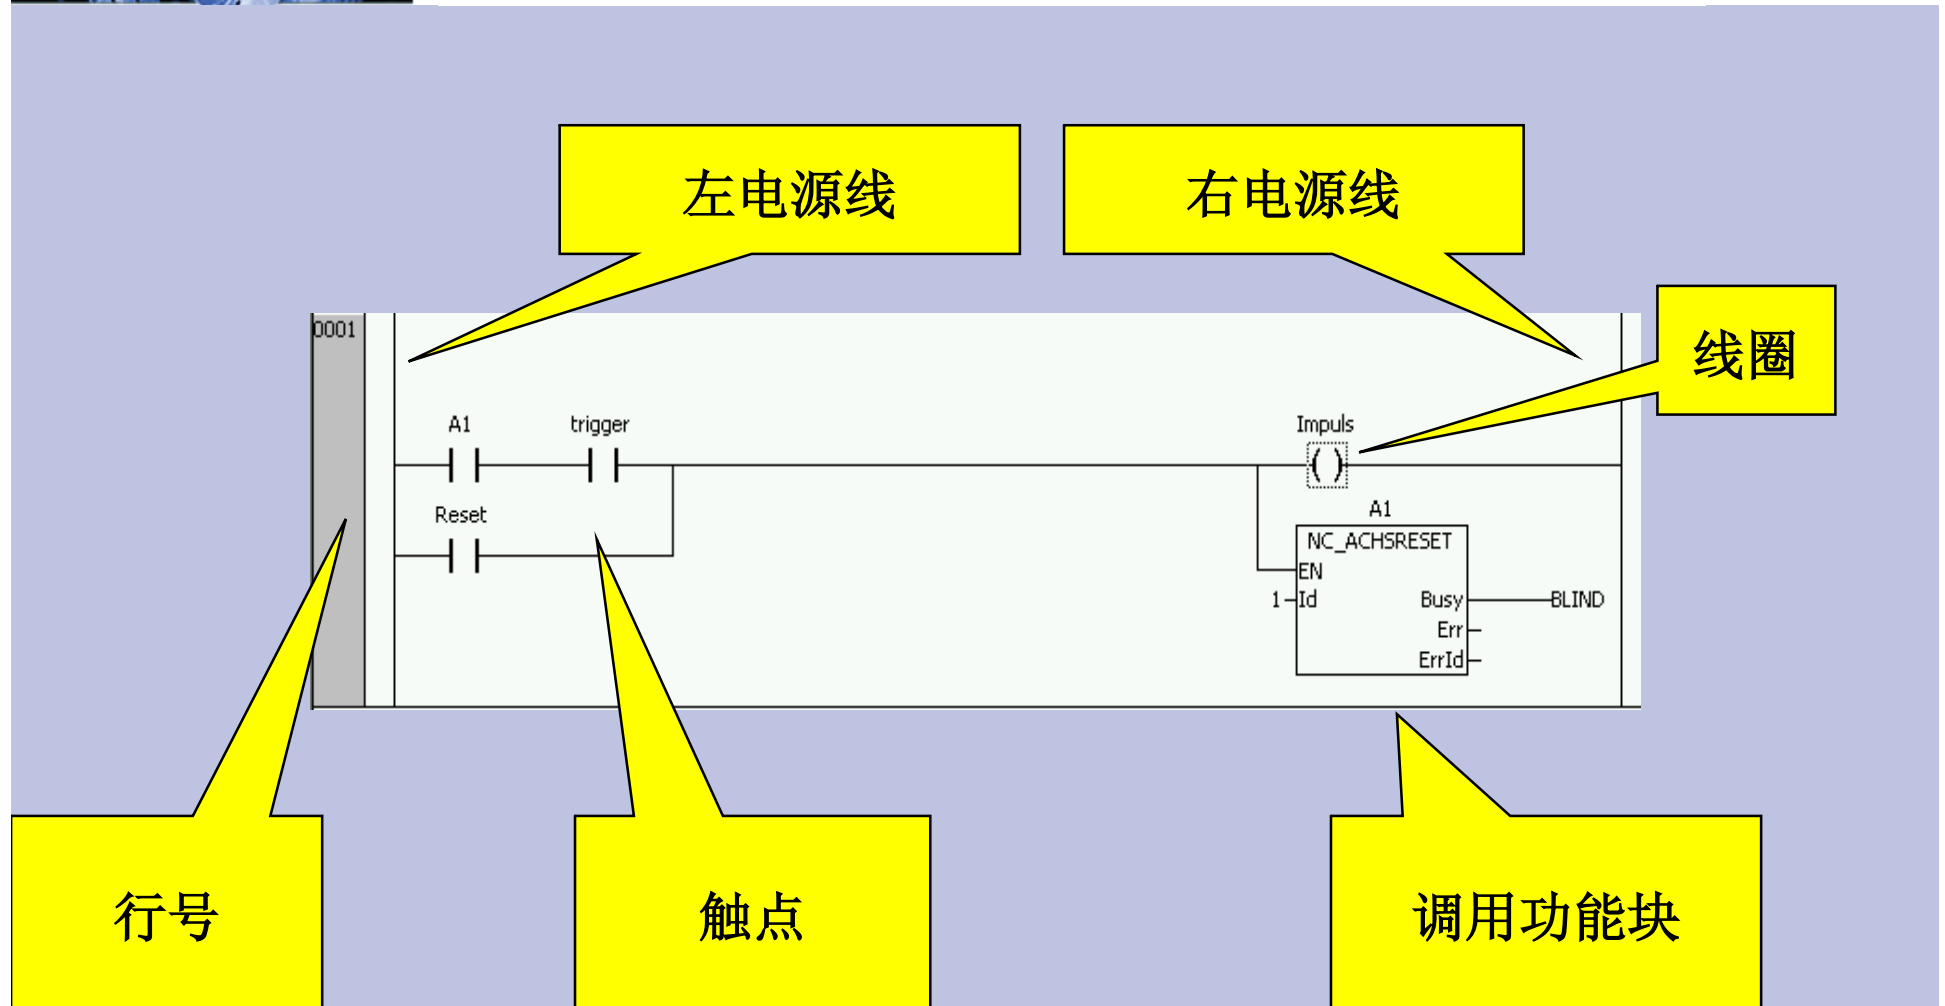 左电源线
右电源线
线圈
0001
A1
trigger
Impuls
Reset
A1
NC_ACHSRESET
EN
1
Id
Busy
BLIND
Err
ErrId
行号
触点
调用功能块